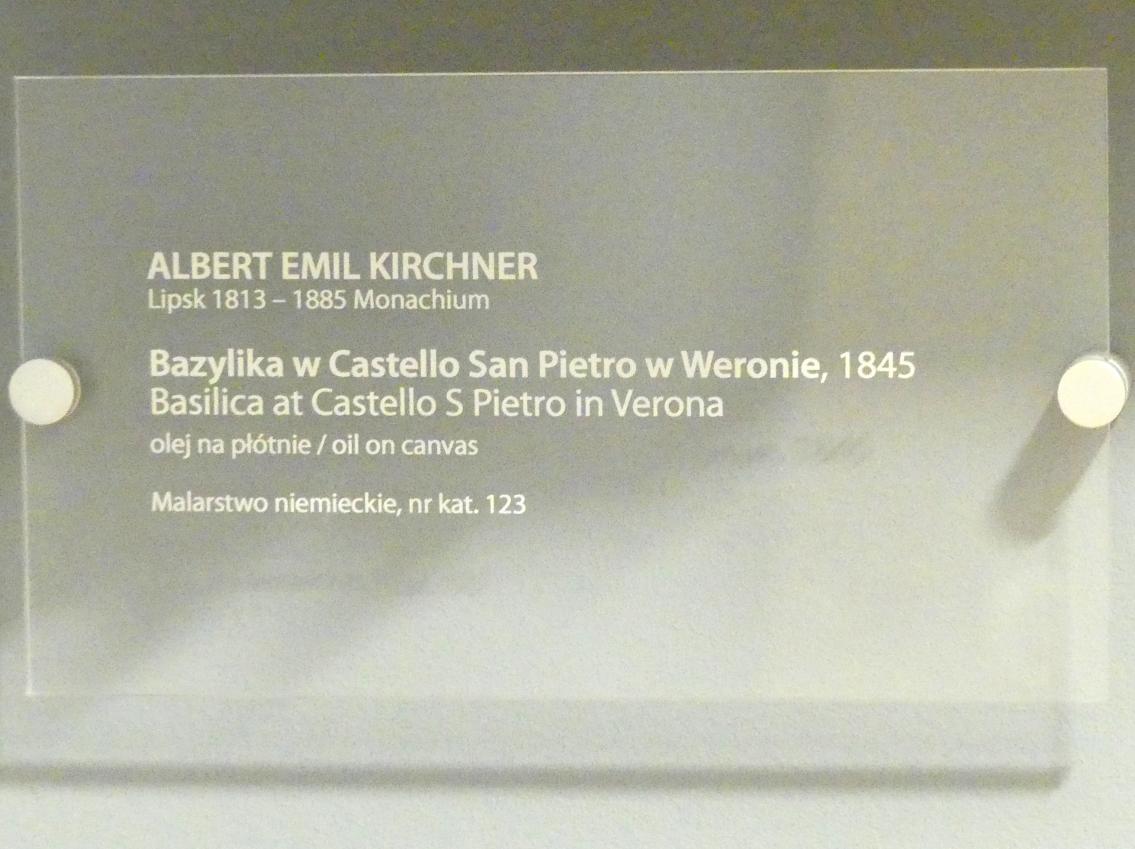 ALBERT EMIL KIRCHNER
Lipsk 1813 – 1885 Monachium
Bazylika w Castello San Pietro w Weronie, 1845
Basilica at Castello S Pietro in Verona
olej na płótnie / oil on canvas
Malarstwo niemieckie, nr kat. 123